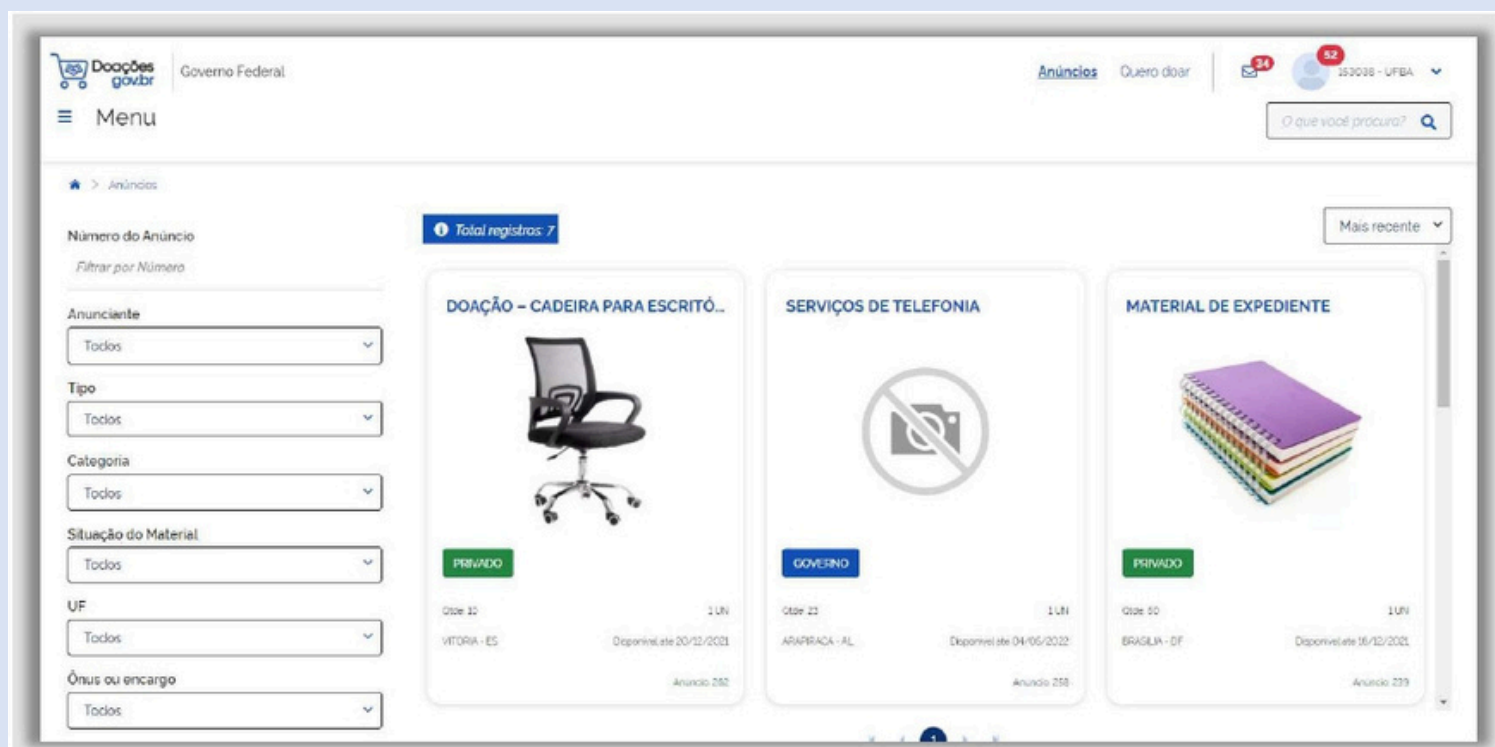 Doações
gov.br
Governo Federal
Anúncios
Quero doar
34
52
153038 - UFBA
Menu
O que você procura?
> Anúncios
Número do Anúncio
Filtrar por Número
Anunciante
Todos
Tipo
Todos
Categoria
Todos
Situação do Material
Todos
UF
Todos
Ônus ou encargo
Todos
Total registros: 7
Mais recente
DOAÇÃO – CADEIRA PARA ESCRITÓ...
PRIVADO
Qtde 10 1 UN
VITORIA - ES Disponível até 20/12/2021
Anúncio 282
SERVIÇOS DE TELEFONIA
GOVERNO
Qtde 23 1 UN
ARAPIRACA - AL Disponível até 04/05/2022
Anúncio 258
MATERIAL DE EXPEDIENTE
PRIVADO
Qtde 50 1 UN
BRASILIA - DF Disponível até 16/12/2021
Anúncio 239
1